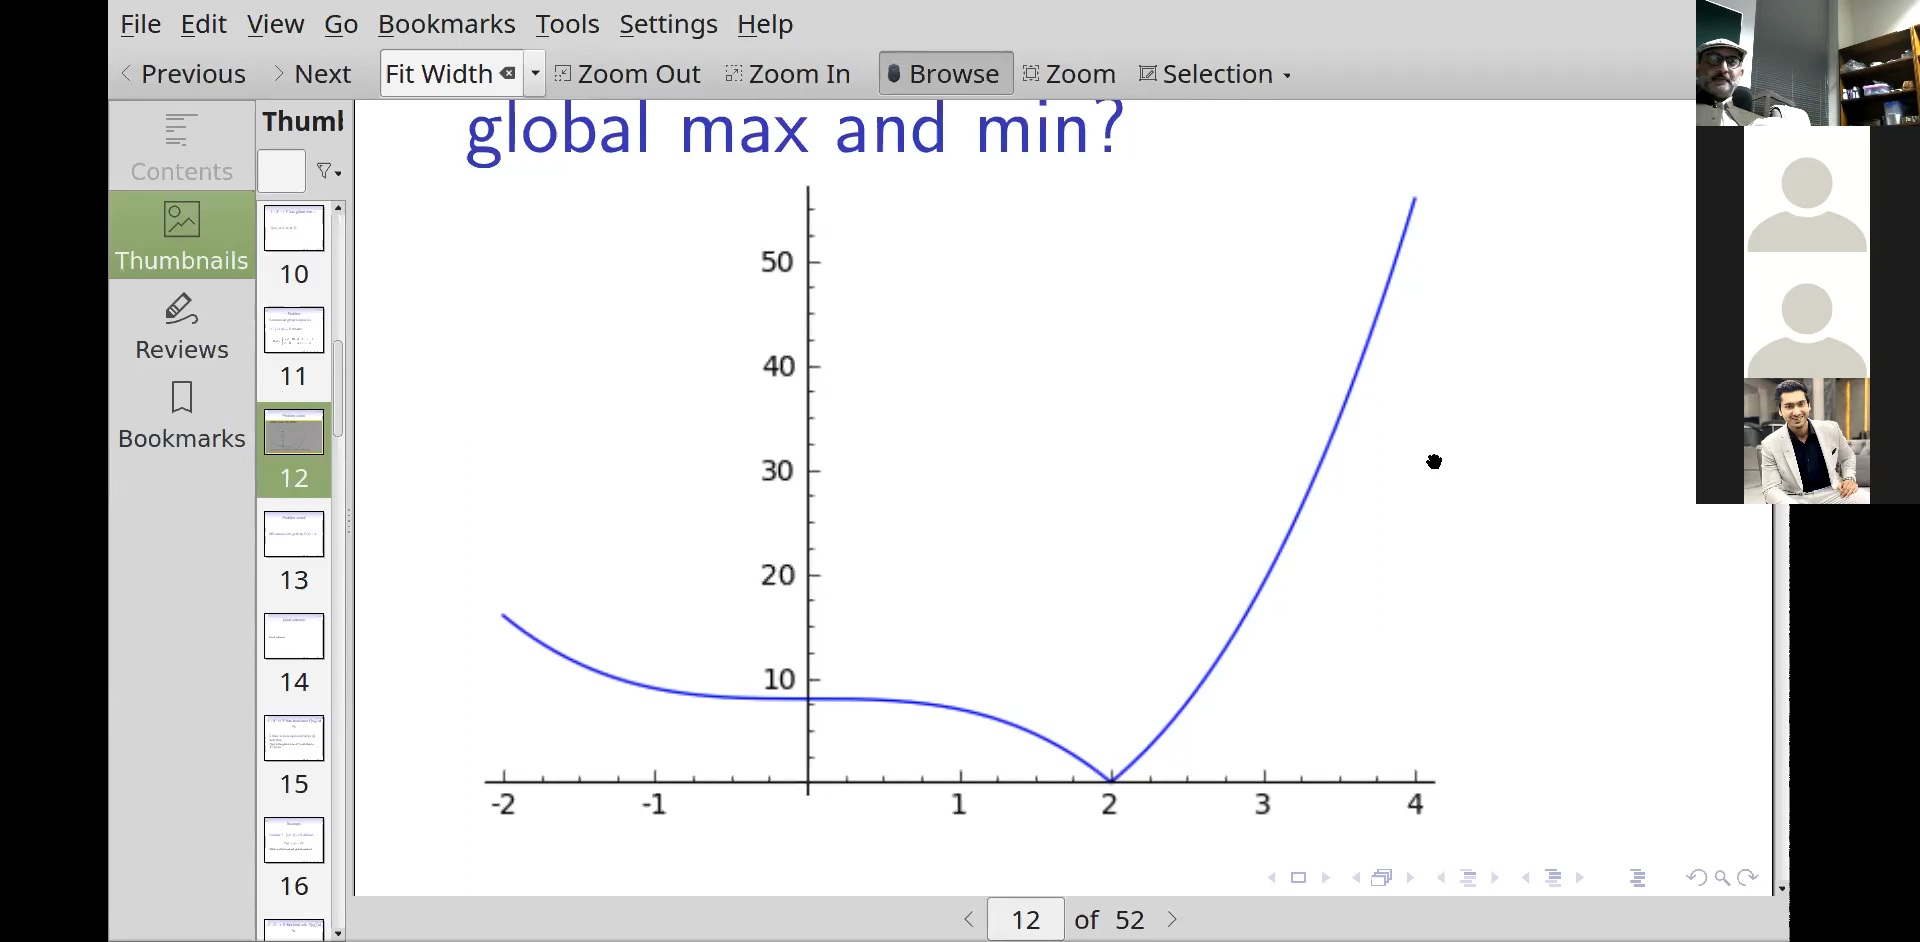 File Edit View Go Bookmarks Tools Settings Help
Previous Next Fit Width Zoom Out Zoom In Browse Zoom Selection
Contents
Thumbnails
Reviews
Bookmarks
Thumb
10
11
12
13
14
15
16
global max and min?
50
40
30
20
10
-2 -1 1 2 3 4
12 of 52